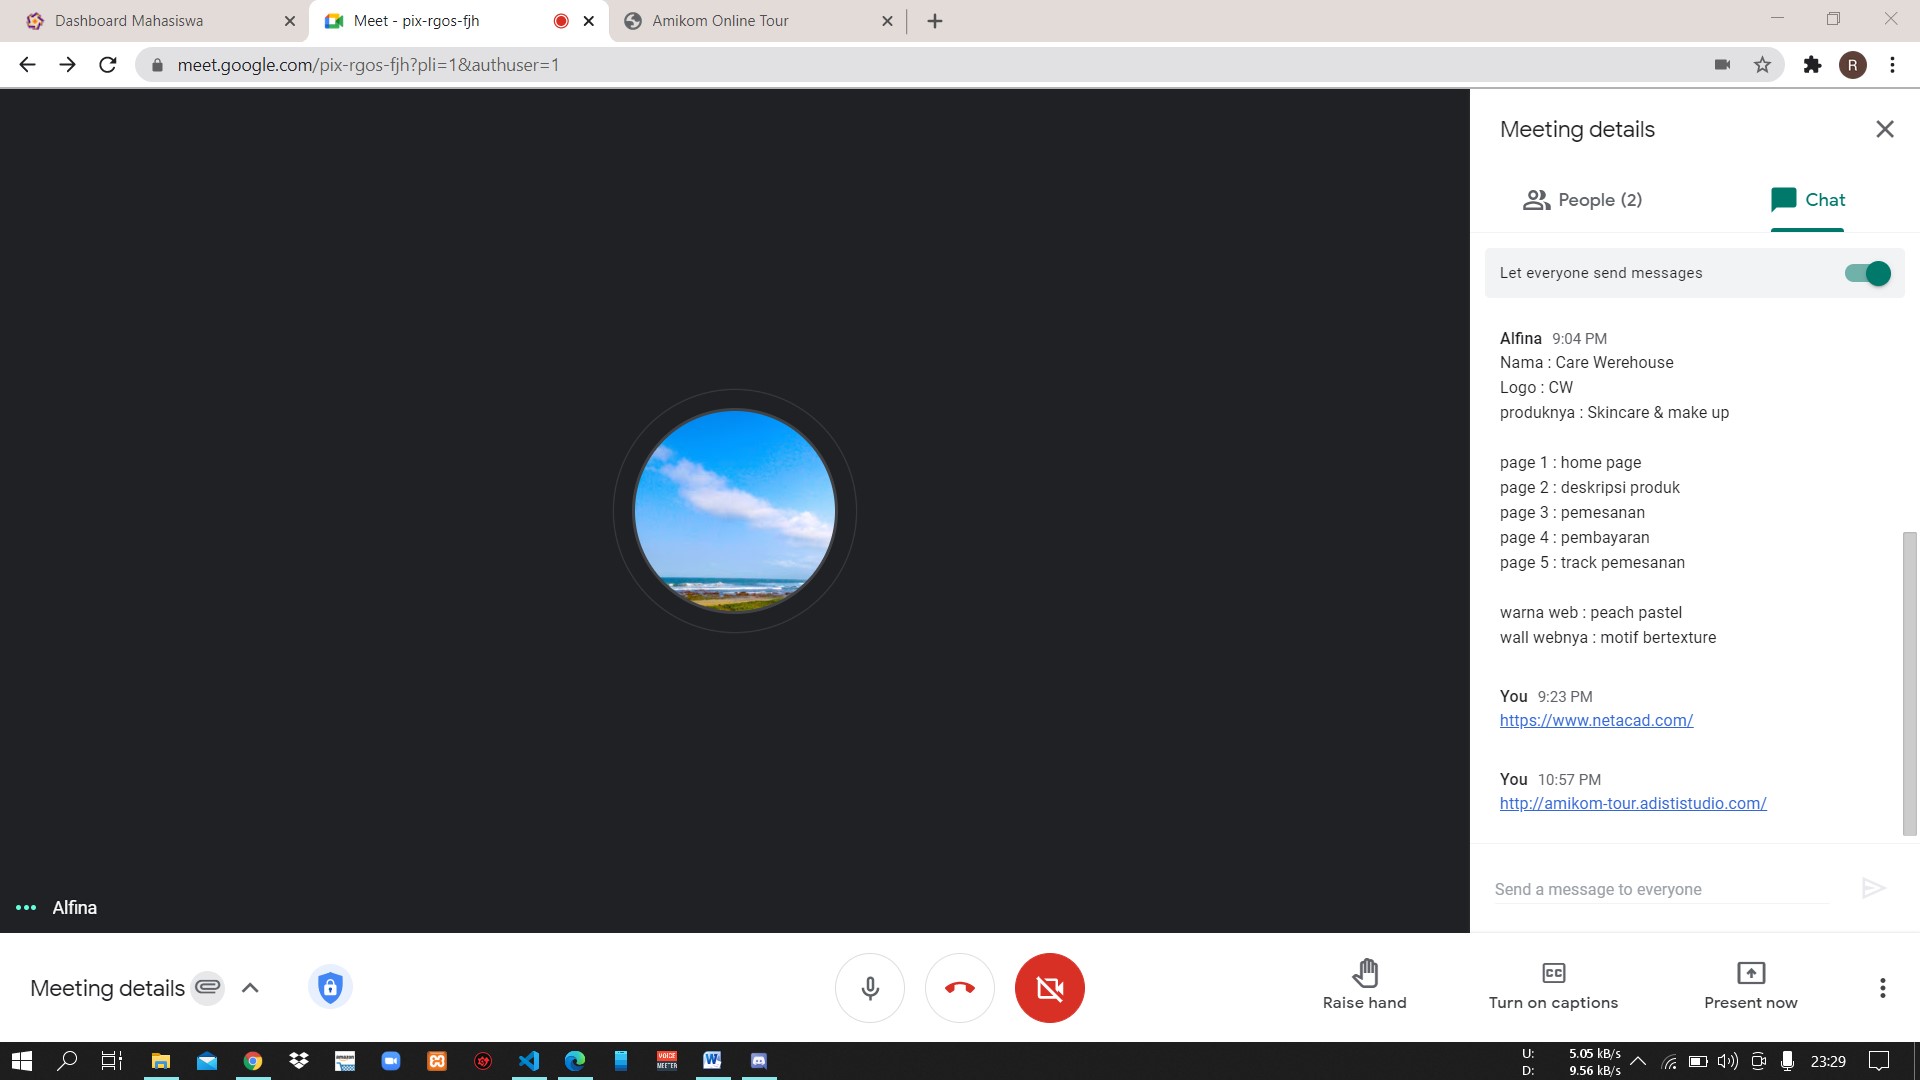 Dashboard Mahasiswa
Meet - pix-rgos-fjh
Amikom Online Tour
meet.google.com/pix-rgos-fjh?pli=1&authuser=1
R
Meeting details
People (2)
Chat
Let everyone send messages
Alfina 9:04 PM
Nama : Care Werehouse
Logo : CW
produknya : Skincare & make up
page 1 : home page
page 2 : deskripsi produk
page 3 : pemesanan
page 4 : pembayaran
page 5 : track pemesanan
warna web : peach pastel
wall webnya : motif bertexture
You 9:23 PM
https://www.netacad.com/
You 10:57 PM
http://amikom-tour.adististudio.com/
Send a message to everyone
Alfina
Meeting details
Raise hand
CC
Turn on captions
Present now
VOICE
MEETER
W
U: 5.05 kB/s
D: 9.56 kB/s
23:29